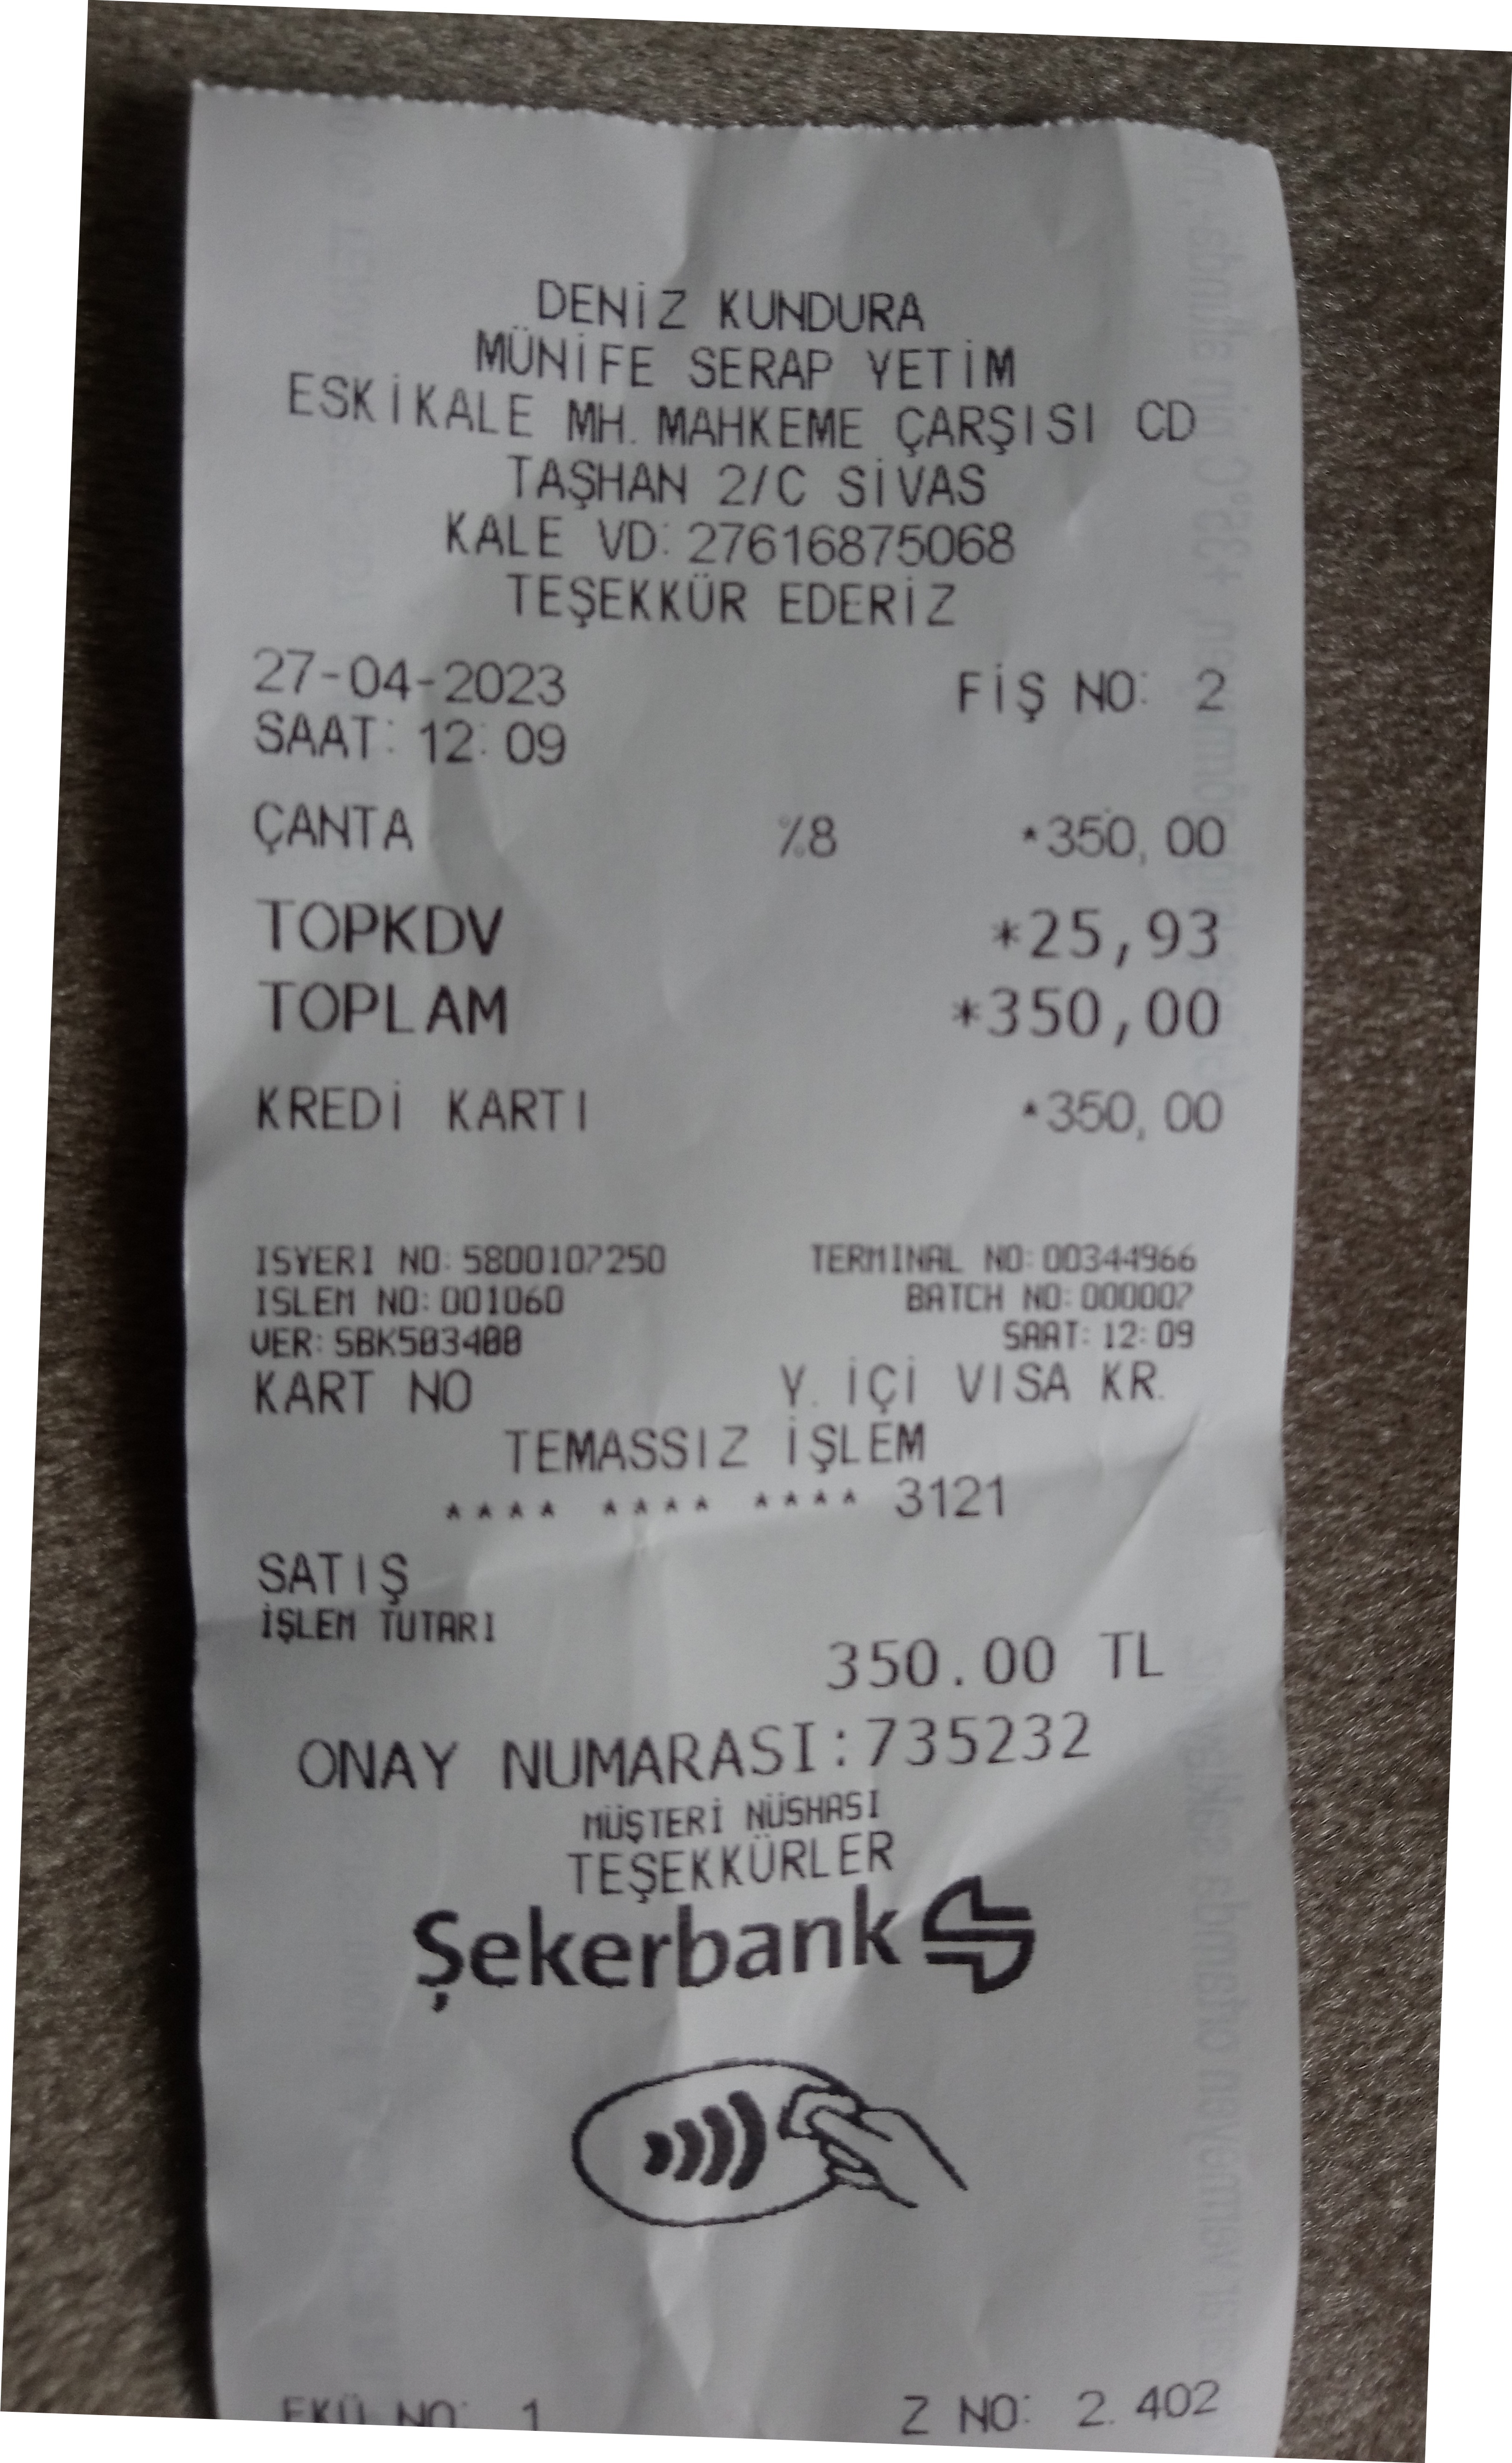 DENİZ KUNDURA
MÜNİFE SERAP YETİM
ESKİKALE MH. MAHKEME ÇARŞISI CD
TAŞHAN 2/C SİVAS
KALE VD: 27616875068
TEŞEKKÜR EDERİZ
27-04-2023 FİŞ NO: 2
SAAT: 12:09
ÇANTA %8 *350,00
TOPKDV *25,93
TOPLAM *350,00
KREDİ KARTI *350,00
ISYERI NO: 5800107250 TERMINAL NO: 00344966
ISLEM NO: 001060 BATCH NO: 000007
VER: SBK503400 SAAT: 12:09
KART NO Y. İÇİ VISA KR.
TEMASSIZ İŞLEM
**** **** **** 3121
SATIŞ
İŞLEM TUTARI
350.00 TL
ONAY NUMARASI:735232
MÜŞTERİ NÜSHASI
TEŞEKKÜRLER
Şekerbank
EKÜ NO: 1 Z NO: 2.402